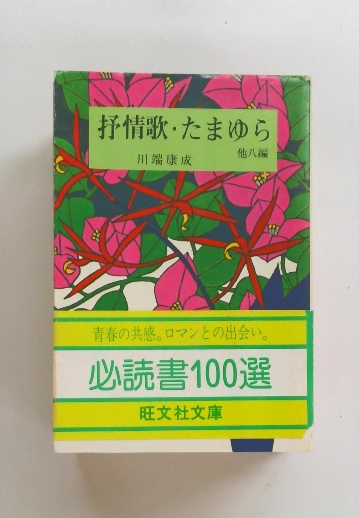 抒情歌・たまゆら
他八編
川端康成
青春の共感。ロマンとの出会い。
必読書100選
旺文社文庫